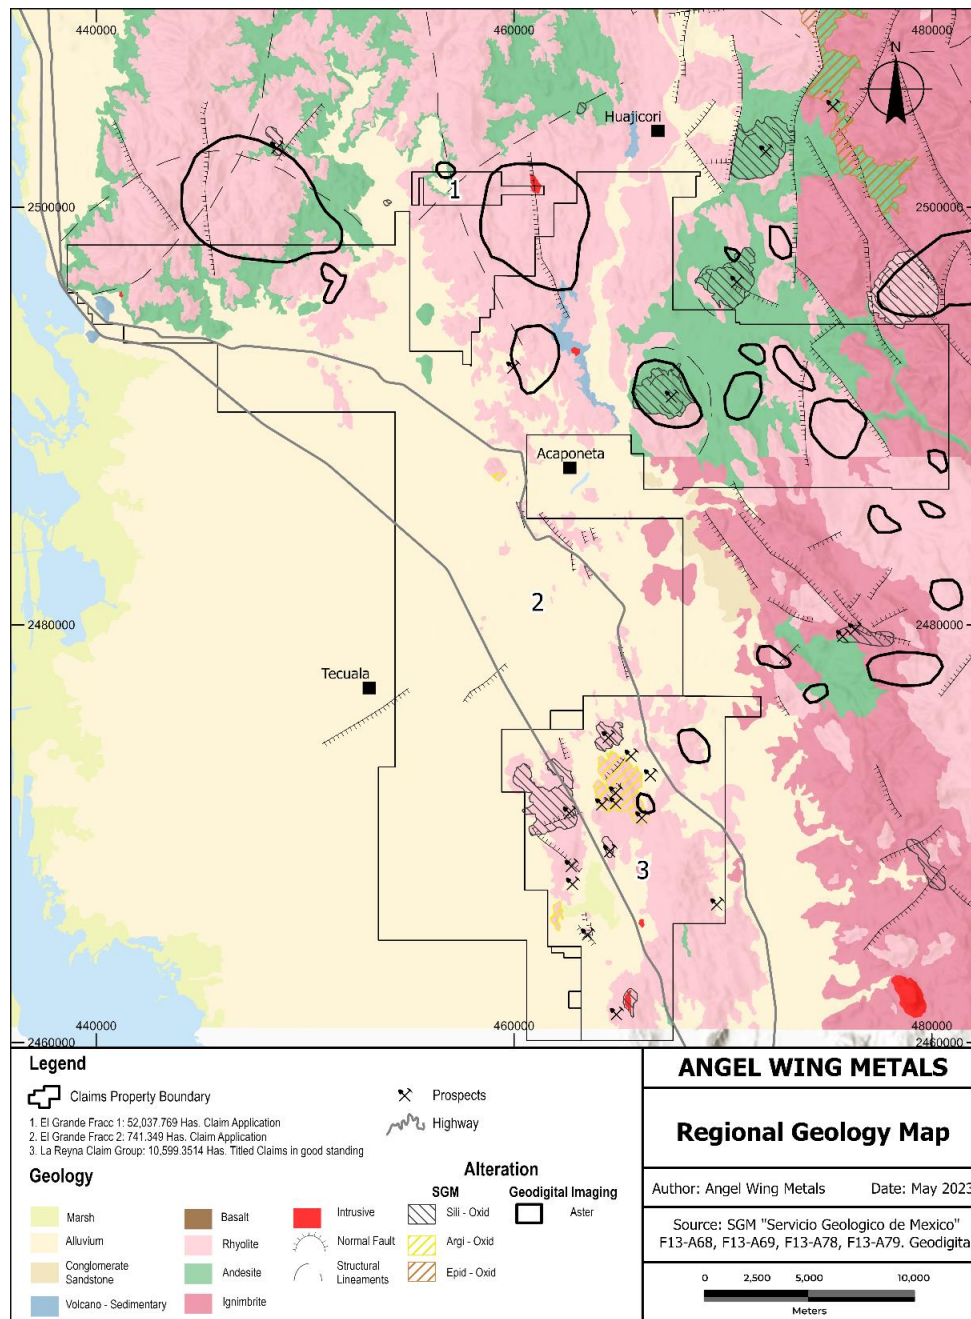 440000
460000
480000
N
Huajicori
1
2500000
2500000
Acaponeta
2
2480000
2480000
Tecuala
3
440000
460000
480000
2460000
2460000
Legend
Claims Property Boundary
Prospects
Highway
1. El Grande Fracc 1: 52,037.769 Has. Claim Application
2. El Grande Fracc 2: 741.349 Has. Claim Application
3. La Reyna Claim Group: 10,599.3514 Has. Titled Claims in good standing
Geology
Marsh
Alluvium
Conglomerate
Sandstone
Volcano - Sedimentary
Basalt
Rhyolite
Andesite
Ignimbrite
Intrusive
Normal Fault
Structural
Lineaments
Alteration
SGM
Geodigital Imaging
Sili - Oxid
Aster
Argi - Oxid
Epid - Oxid
ANGEL WING METALS
Regional Geology Map
Author: Angel Wing Metals Date: May 2023
Source: SGM "Servicio Geologico de Mexico"
F13-A68, F13-A69, F13-A78, F13-A79. Geodigita
0 2,500 5,000 10,000
Meters